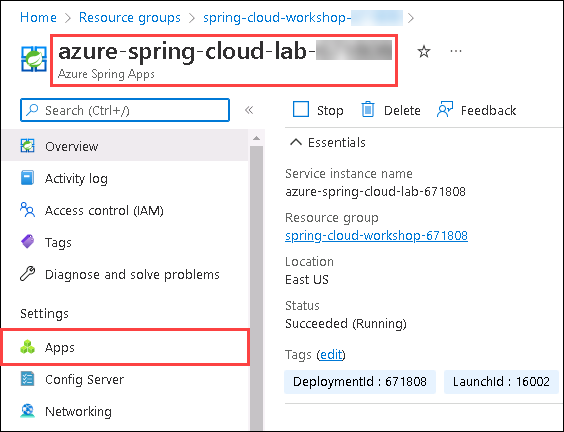 Home > Resource groups > spring-cloud-workshop- >
azure-spring-cloud-lab-
Azure Spring Apps
Search (Ctrl+/)
Stop Delete Feedback
Overview
Activity log
Access control (IAM)
Tags
Diagnose and solve problems
Settings
Apps
Config Server
Networking
Essentials
Service instance name
azure-spring-cloud-lab-671808
Resource group
spring-cloud-workshop-671808
Location
East US
Status
Succeeded (Running)
Tags (edit)
DeploymentId : 671808 LaunchId : 16002